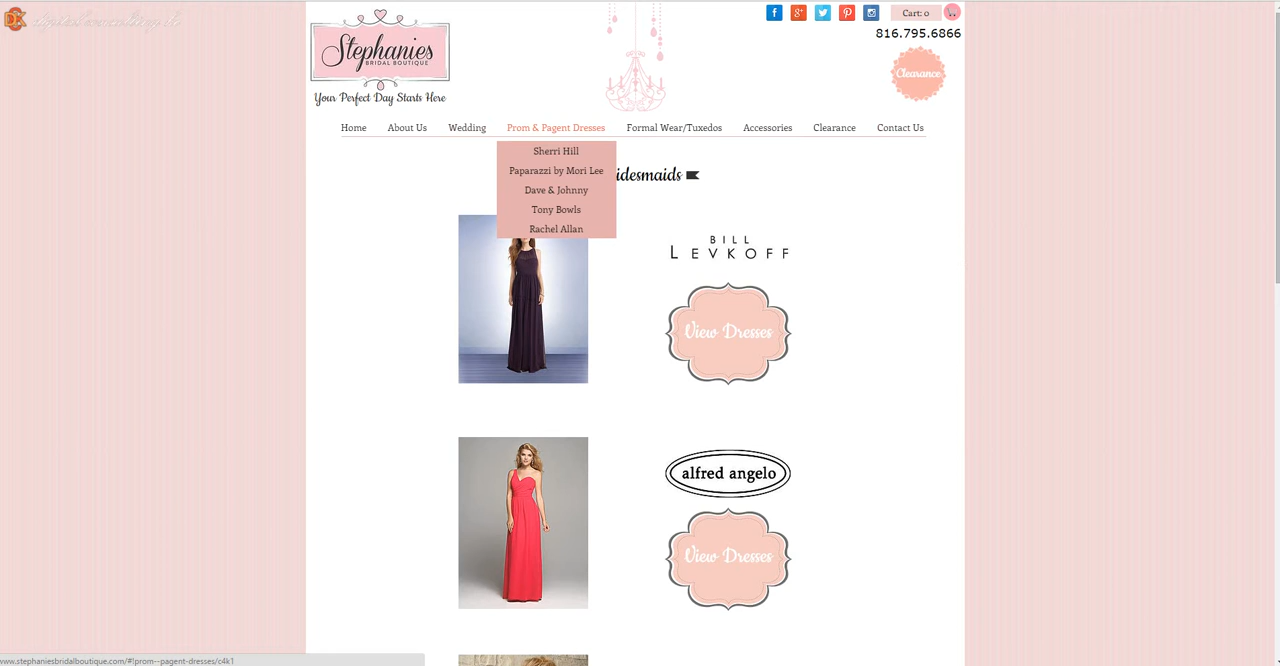 Stephanies
BRIDAL BOUTIQUE
Your Perfect Day Starts Here
Cart: 0
816.795.6866
Clearance
Home
About Us
Wedding
Prom & Pagent Dresses
Formal Wear/Tuxedos
Accessories
Clearance
Contact Us
Sherri Hill
Paparazzi by Mori Lee
Dave & Johnny
Tony Bowls
Rachel Allan
idesmaids
BILL
LEVKOFF
View Dresses
alfred angelo
View Dresses
www.stephaniesbridalboutique.com/#!prom--pagent-dresses/c4k1